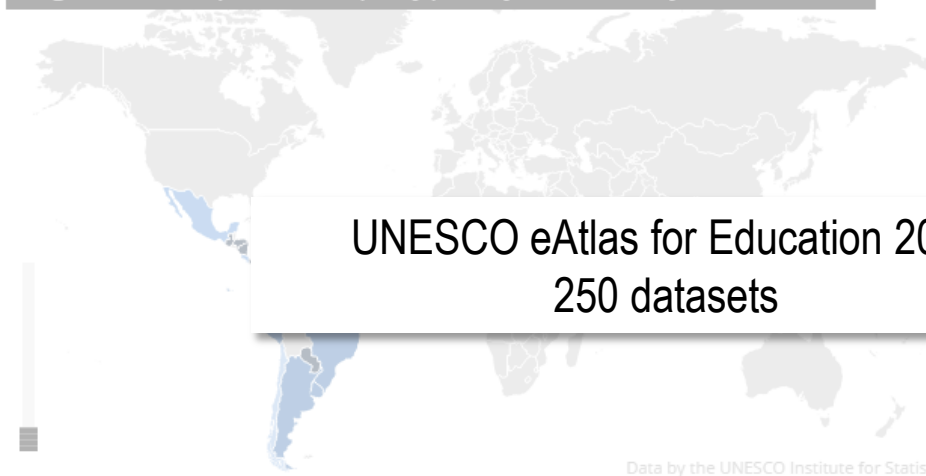 UNESCO eAtlas for Education 20
250 datasets
Data by the UNESCO Institute for Statis